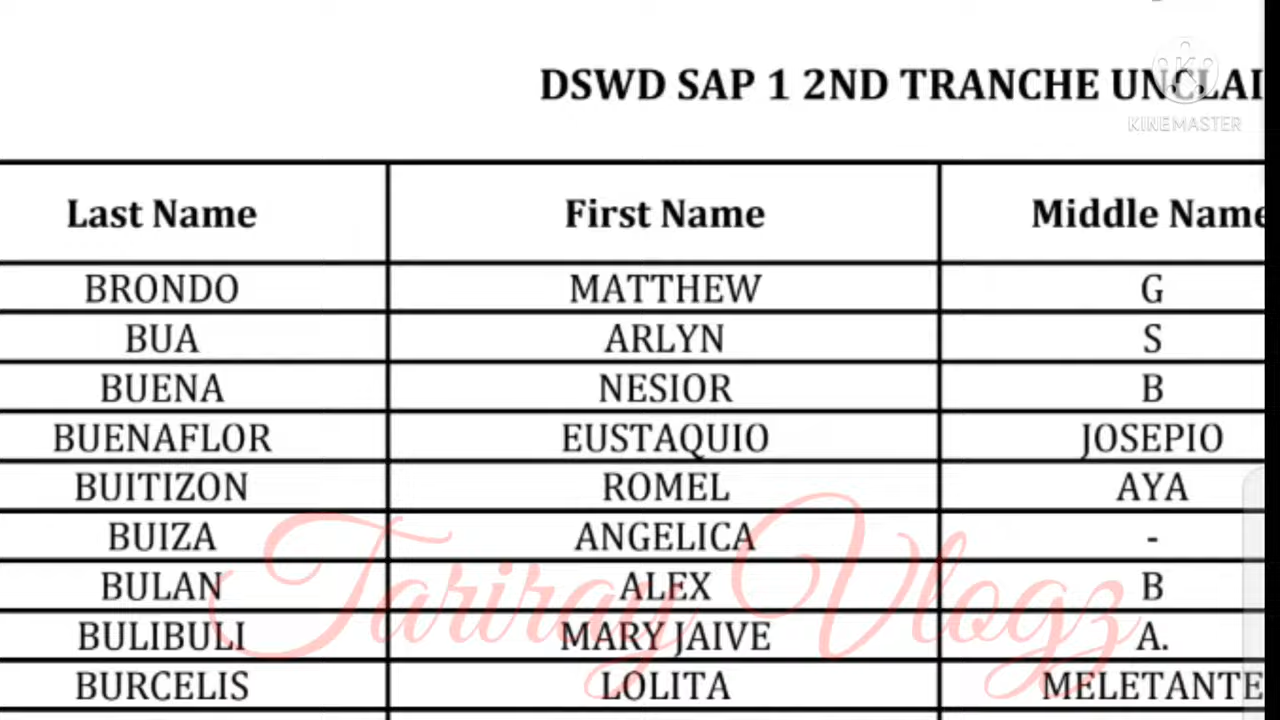 DSWD SAP 1 2ND TRANCHE UNCLAI
KINEMASTER
Last Name First Name Middle Name
BRONDO MATTHEW G
BUA ARLYN S
BUENA NESIOR B
BUENAFLOR EUSTAQUIO JOSEPIO
BUITIZON ROMEL AYA
BUIZA ANGELICA -
BULAN ALEX B
BULIBULI MARY JAIVE A.
BURCELIS LOLITA MELETANTE
Tariray Vlogz